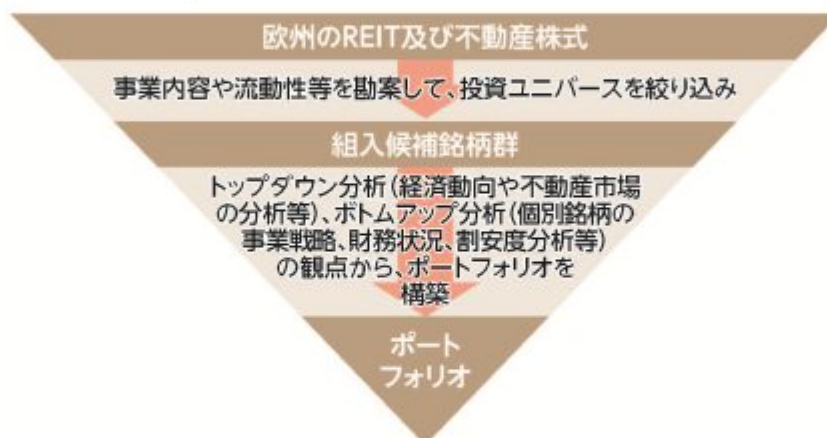 欧州のREIT及び不動産株式
事業内容や流動性等を勘案して、投資ユニバースを絞り込み
組入候補銘柄群
トップダウン分析(経済動向や不動産市場
の分析等)、ボトムアップ分析(個別銘柄の
事業戦略、財務状況、割安度分析等)
の観点から、ポートフォリオを
構築
ポート
フォリオ